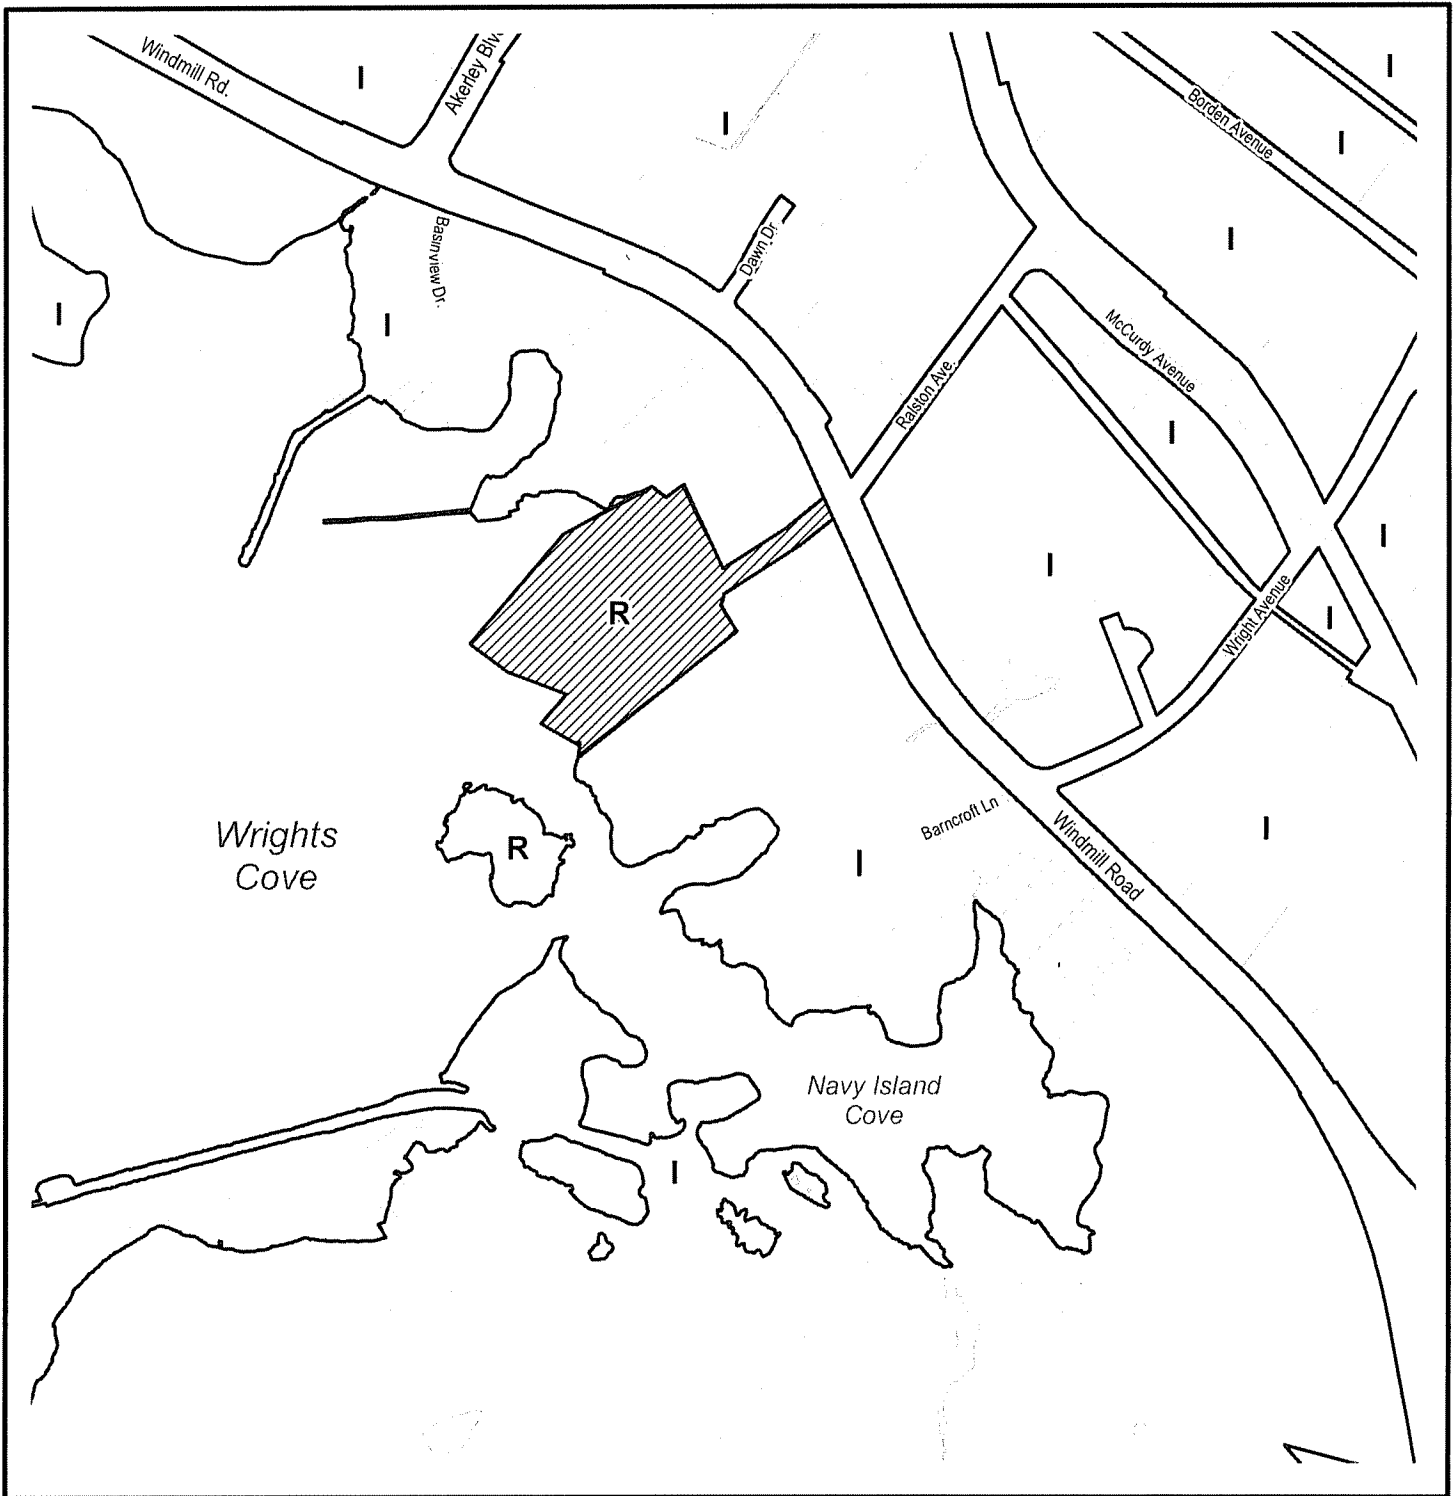 Windmill Rd.
I
Akerley Blv
I
I
Borden Avenue
I
Basinview Dr.
Dawn Dr.
I
I
I
McCurdy Avenue
Ralston Ave.
I
I
I
R
I
Wright Avenue
Wrights
Cove
R
I
Barncroft Ln
Windmill Road
I
Navy Island
Cove
I